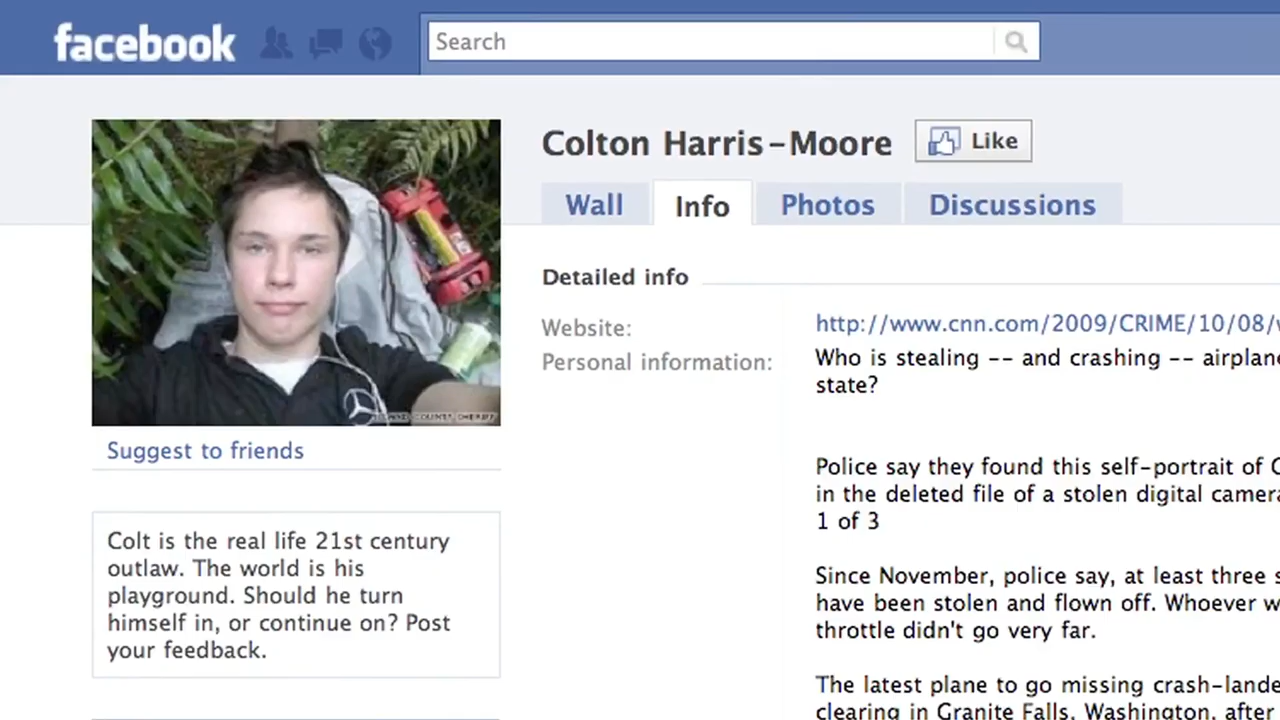 facebook
Search
Colton Harris-Moore
Like
Wall
Info
Photos
Discussions
Detailed info
Website:
http://www.cnn.com/2009/CRIME/10/08/
Personal information:
Who is stealing -- and crashing -- airplane
state?
Police say they found this self-portrait of
in the deleted file of a stolen digital camera
1 of 3
Since November, police say, at least three
have been stolen and flown off. Whoever
throttle didn't go very far.
The latest plane to go missing crash-lande
clearing in Granite Falls, Washington, after
COUNTY SHERIFF
Suggest to friends
Colt is the real life 21st century
outlaw. The world is his
playground. Should he turn
himself in, or continue on? Post
your feedback.